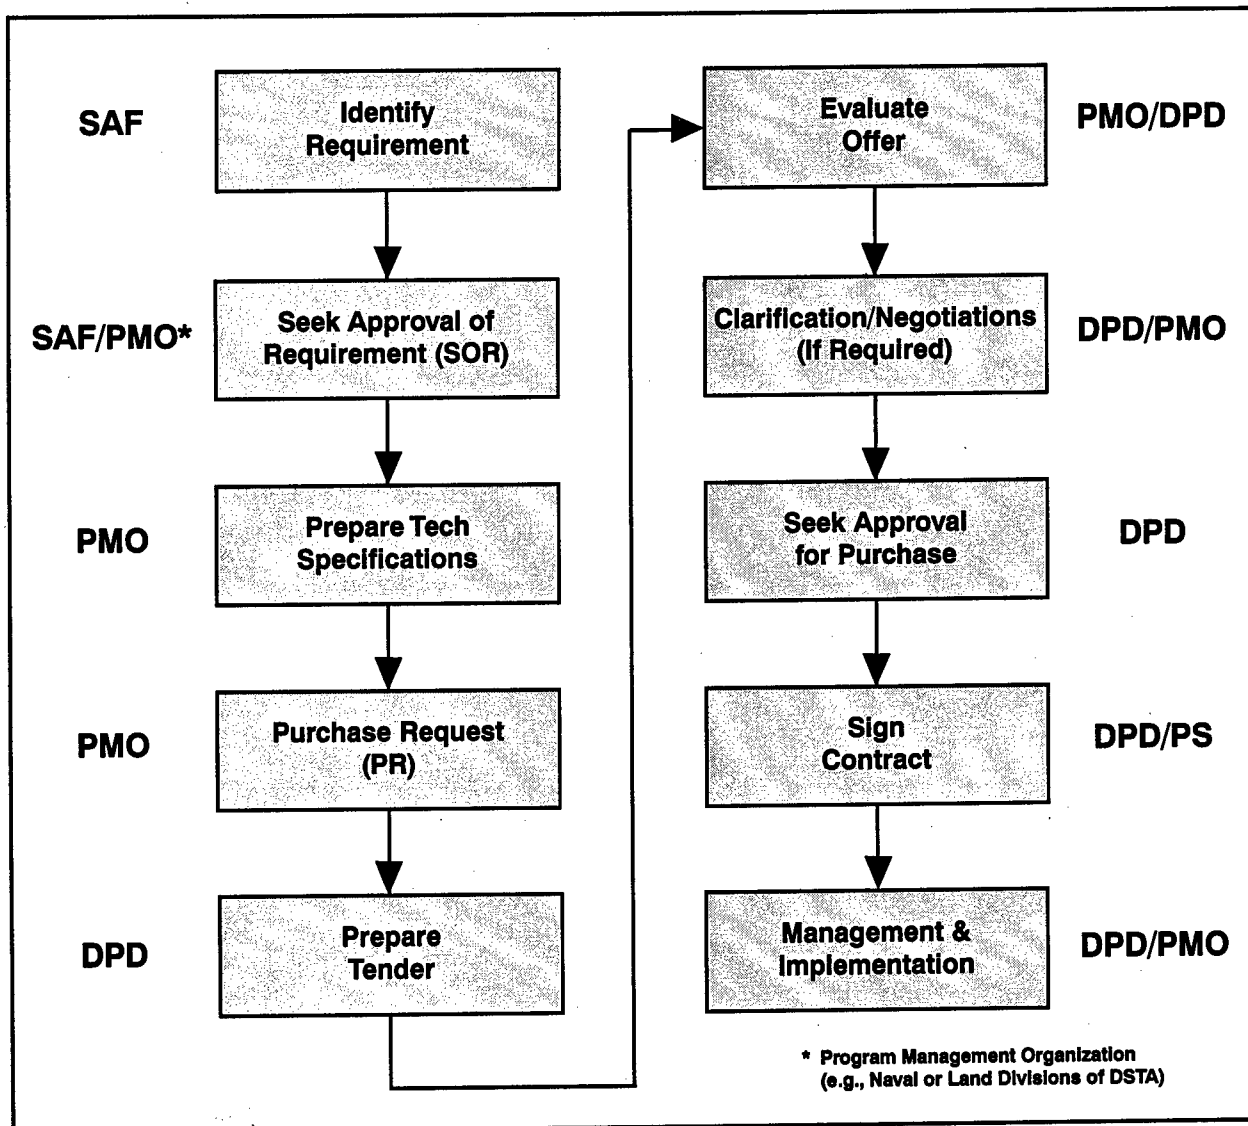 SAF
Identify
Requirement
SAF/PMO*
Seek Approval of
Requirement (SOR)
PMO
Prepare Tech
Specifications
PMO
Purchase Request
(PR)
DPD
Prepare
Tender
Evaluate
Offer
PMO/DPD
Clarification/Negotiations
(If Required)
DPD/PMO
Seek Approval
for Purchase
DPD
Sign
Contract
DPD/PS
Management &
Implementation
DPD/PMO
* Program Management Organization
(e.g., Naval or Land Divisions of DSTA)